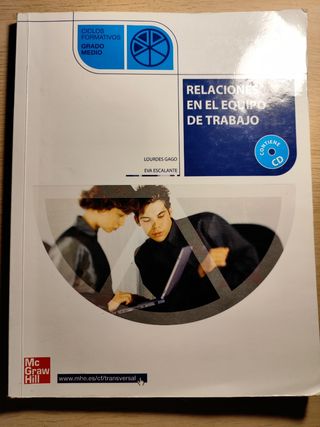 CICLOS
FORMATIVOS
GRADO
MEDIO
RELACIONES
EN EL EQUIPO
DE TRABAJO
CONTIENE
CD
LOURDES GAGO
EVA ESCALANTE
Mc
Graw
Hill
www.mhe.es/cf/transversal